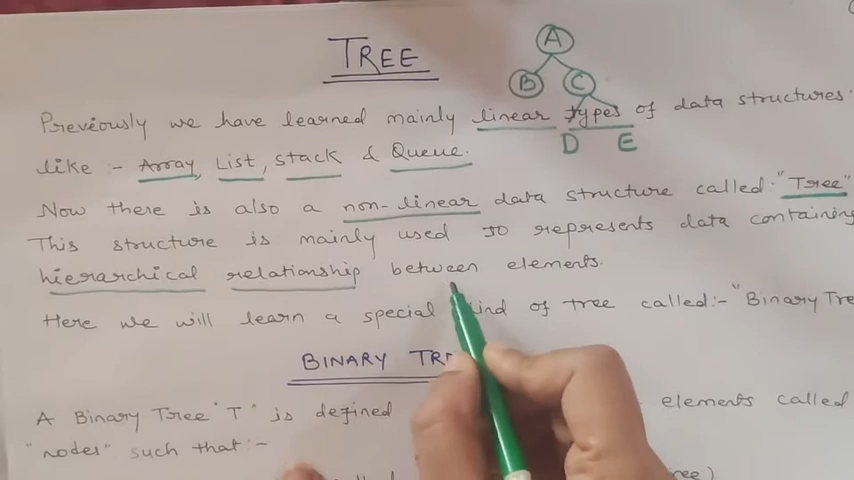 TREE
A
B C
D E
Previously we have learned mainly linear types of data structures.
like :- Array, List, Stack & Queue.
Now there is also a non-linear data structure called: "Tree"
This structure is mainly used to represents data containing
hierarchical relationship between elements.
Here we will learn a special kind of tree called:- "Binary Tre
BINARY TRE
A Binary Tree "T" is defined elements called
"nodes" such that :-